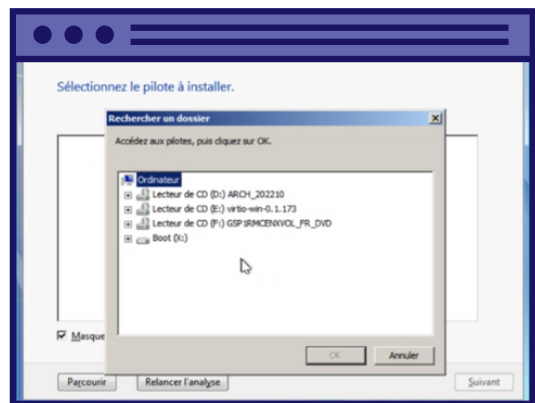 Sélectionnez le pilote à installer.
Rechercher un dossier
Accédez aux pilotes, puis cliquez sur OK.
Ordinateur
Lecteur de CD (D:) ARCH_202210
Lecteur de CD (E:) virtio-win-0.1.173
Lecteur de CD (F:) GSP1RMCENXVOL_FR_DVD
Boot (X:)
Masque
OK Annuler
Parcourir Relancer l'analyse Suivant